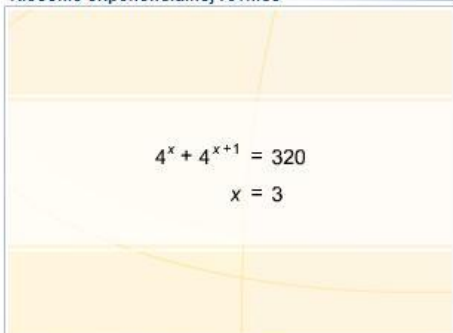 4^x + 4^{x+1} = 320
x = 3